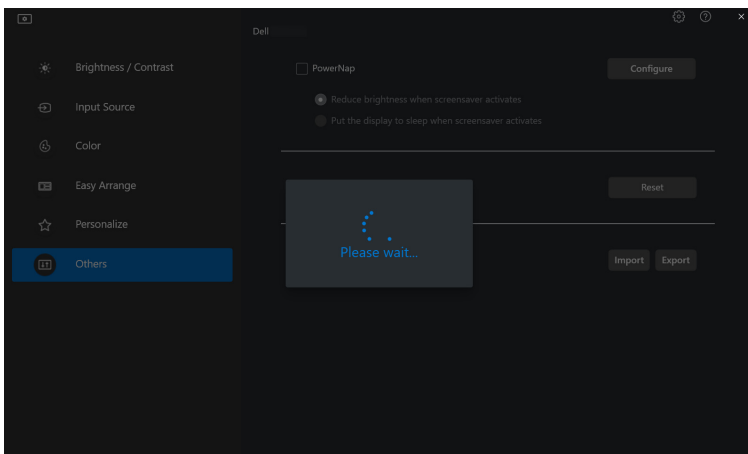 Dell
Brightness / Contrast
Input Source
Color
Easy Arrange
Personalize
Others
PowerNap
Configure
Reduce brightness when screensaver activates
Put the display to sleep when screensaver activates
Reset
Please wait...
Import Export